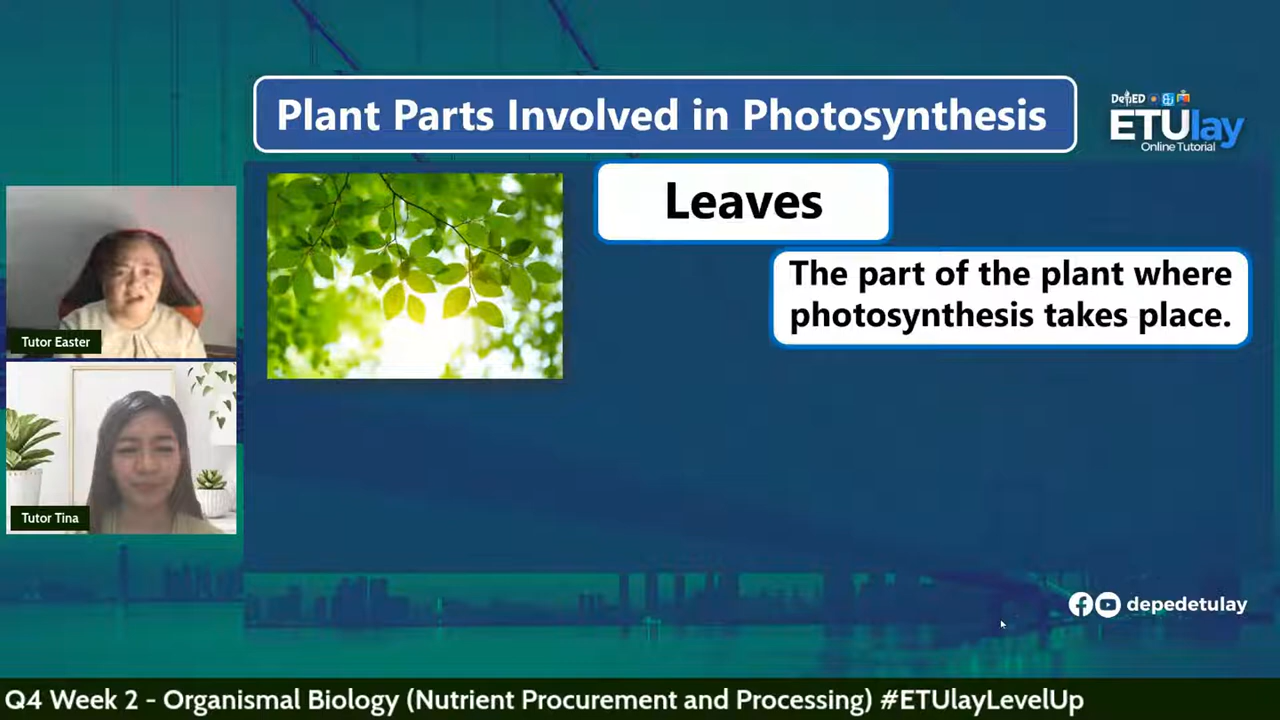 Plant Parts Involved in Photosynthesis
DepED
ETUlay
Online Tutorial
Leaves
The part of the plant where
photosynthesis takes place.
Tutor Easter
Tutor Tina
depedetulay
Q4 Week 2 - Organismal Biology (Nutrient Procurement and Processing) #ETUlayLevelUp